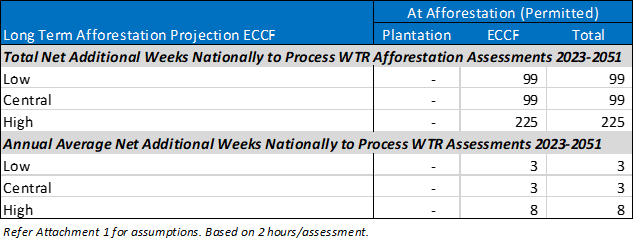 At Afforestation (Permitted)
Long Term Afforestation Projection ECCF Plantation ECCF Total
Total Net Additional Weeks Nationally to Process WTR Afforestation Assessments 2023-2051
Low - 99 99
Central - 99 99
High - 225 225
Annual Average Net Additional Weeks Nationally to Process WTR Assessments 2023-2051
Low - 3 3
Central - 3 3
High - 8 8
Refer Attachment 1 for assumptions. Based on 2 hours/assessment.